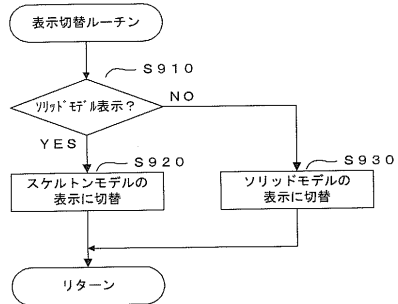 表示切替ルーチン
S910
ｿﾘｯﾄﾞﾓﾃﾞﾙ表示？
NO
YES
S920
S930
スケルトンモデルの
表示に切替
ソリッドモデルの
表示に切替
リターン